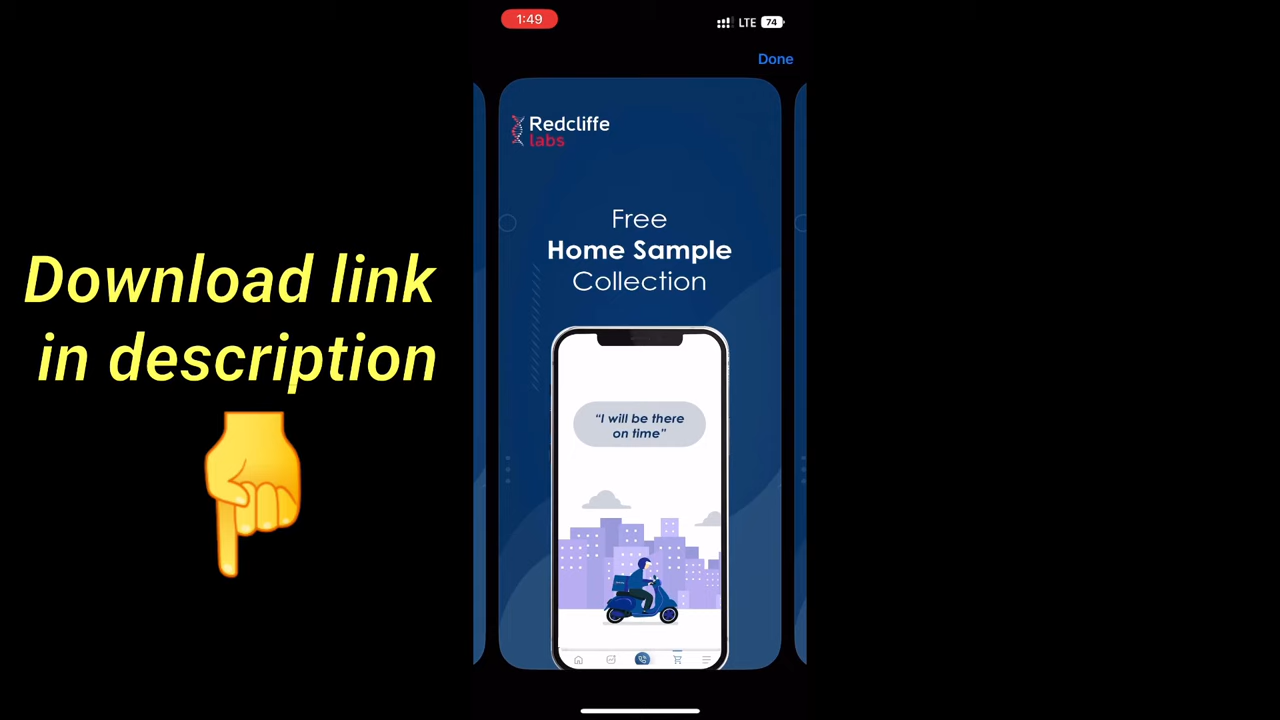 1:49
LTE
74
Done
Redcliffe
labs
Free
Home Sample
Collection
"I will be there
on time"
Download link
in description